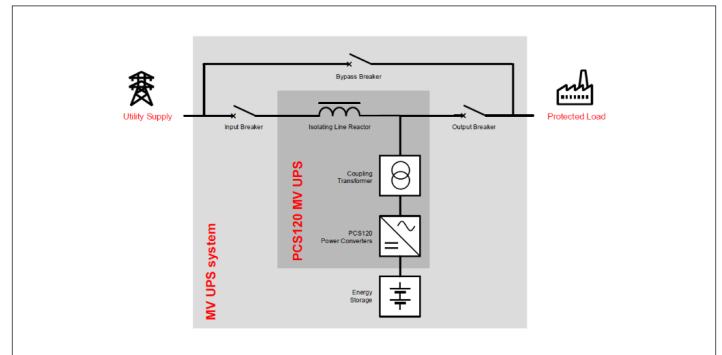 Bypass Breaker
Utility Supply
Input Breaker
Isolating Line Reactor
Output Breaker
Protected Load
Coupling
Transformer
PCS120
Power Converters
Energy
Storage
PCS120 MV UPS
MV UPS system